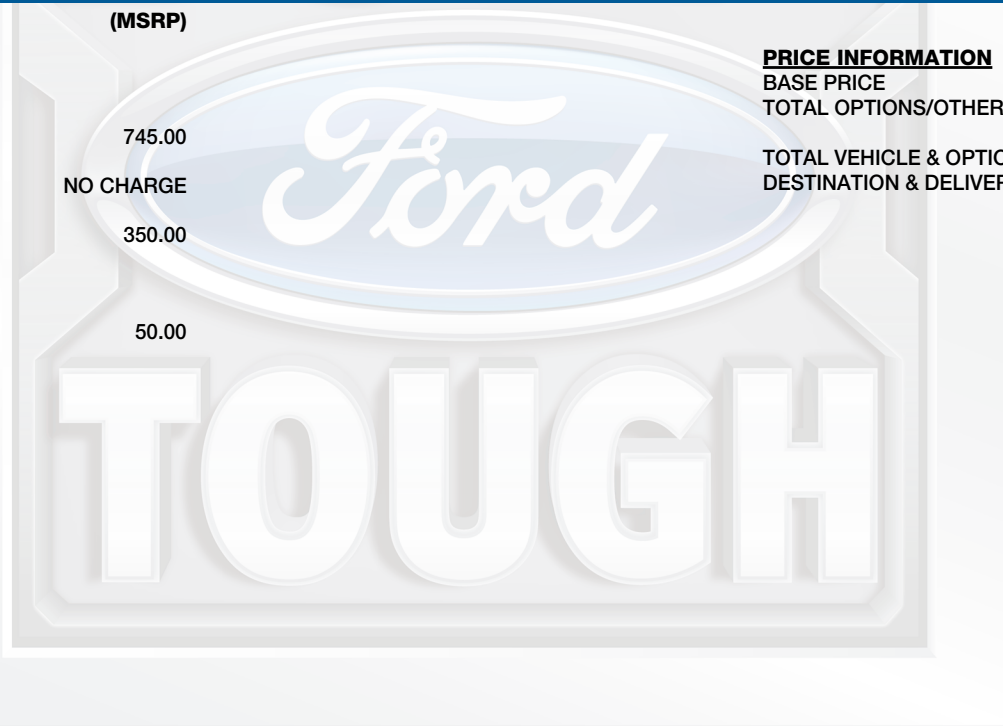 (MSRP)
745.00
NO CHARGE
350.00
50.00
PRICE INFORMATION
BASE PRICE
TOTAL OPTIONS/OTHER
TOTAL VEHICLE & OPTIO
DESTINATION & DELIVER
Ford
TOUGH